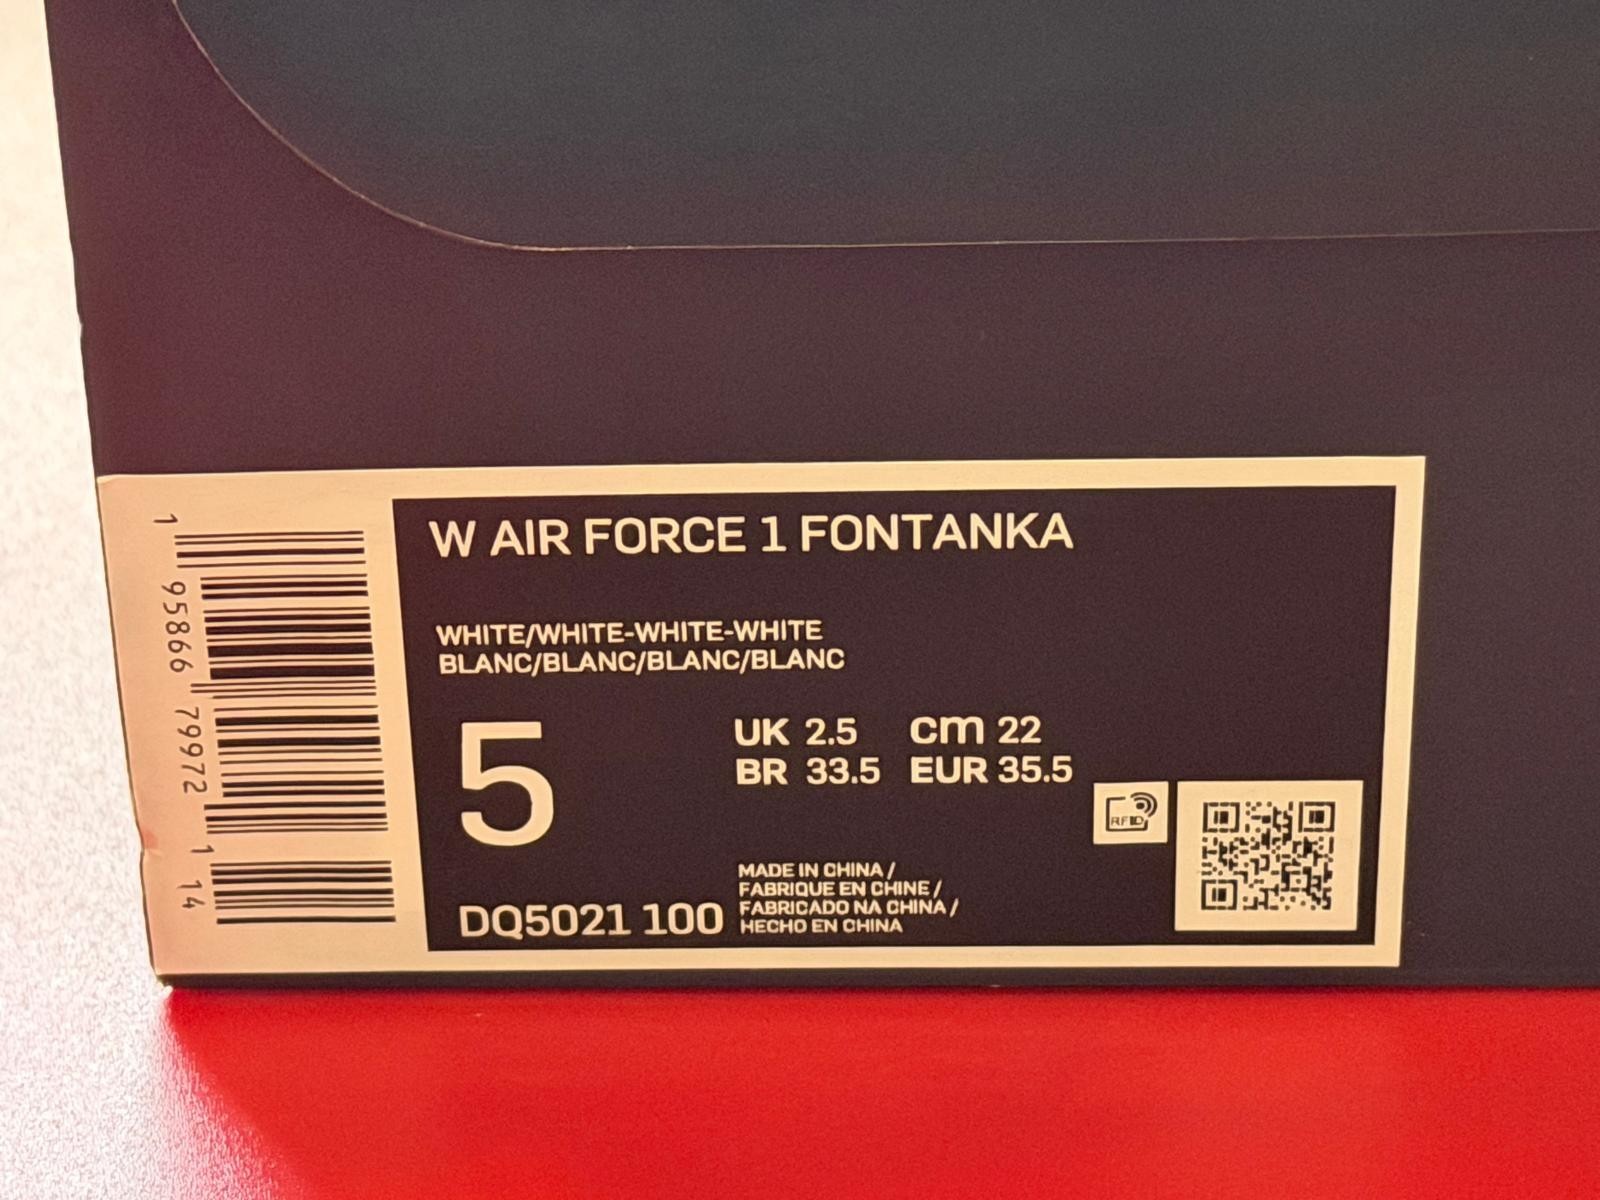 W AIR FORCE 1 FONTANKA
WHITE/WHITE-WHITE-WHITE
BLANC/BLANC/BLANC/BLANC
5
UK 2.5 cm 22
BR 33.5 EUR 35.5
DQ5021 100
MADE IN CHINA /
FABRIQUE EN CHINE /
FABRICADO NA CHINA /
HECHO EN CHINA
RFID
1 95866 79972 1 14